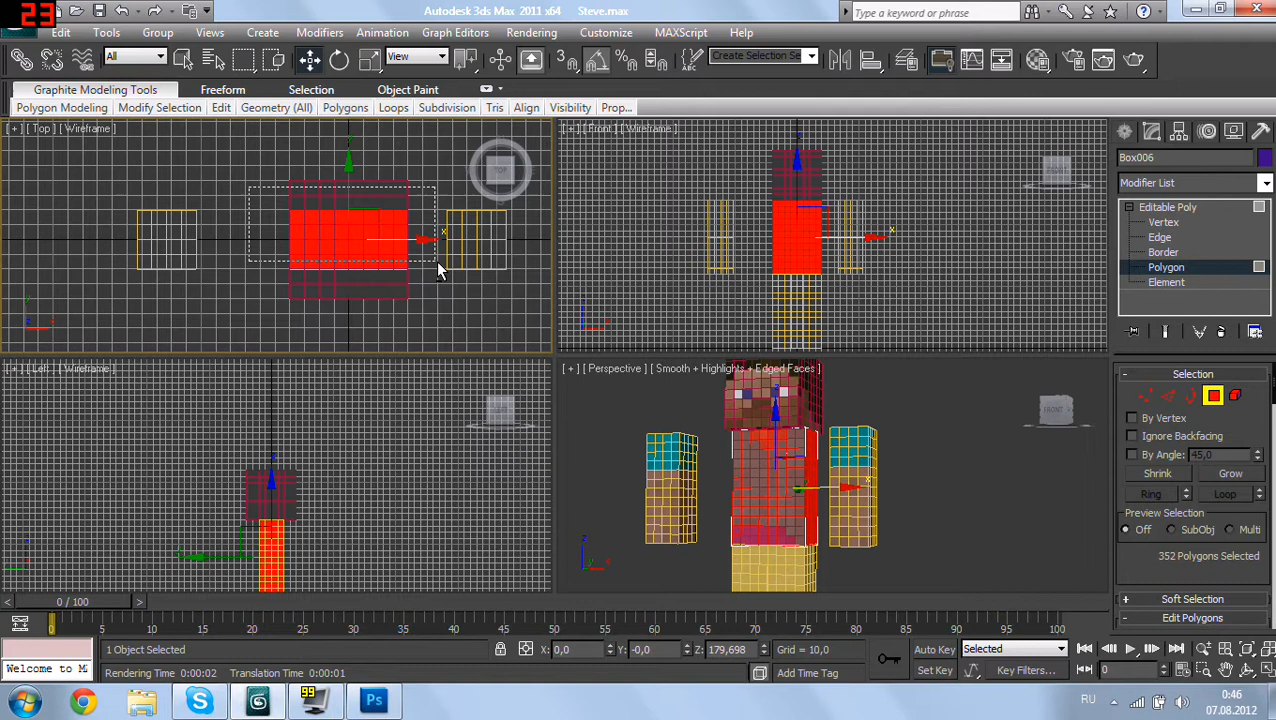 23
Autodesk 3ds Max 2011 x64 Steve.max
Type a keyword or phrase
Edit Tools Group Views Create Modifiers Animation Graph Editors Rendering Customize MAXScript Help
All View Create Selection Se
Graphite Modeling Tools Freeform Selection Object Paint
Polygon Modeling Modify Selection Edit Geometry (All) Polygons Loops Subdivision Tris Align Visibility Prop...
[ + ] [ Top ] [ Wireframe ]
[ + ] [ Front ] [ Wireframe ]
TOP
FRONT
Box006
Modifier List
Editable Poly
Vertex
Edge
Border
Polygon
Element
[ + ] [ Left ] [ Wireframe ]
[ + ] [ Perspective ] [ Smooth + Highlights + Edged Faces ]
LEFT
FRONT
- Selection
By Vertex
Ignore Backfacing
By Angle: 45,0
Shrink Grow
Ring Loop
Preview Selection
Off SubObj Multi
352 Polygons Selected
+ Soft Selection
- Edit Polygons
< 0 / 100 >
0 5 10 15 20 25 30 35 40 45 50 55 60 65 70 75 80 85 90 95 100
1 Object Selected X: 0,0 Y: -0,0 Z: 179,698 Grid = 10,0 Auto Key Selected
Welcome to M Rendering Time 0:00:02 Translation Time 0:00:01 Add Time Tag Set Key Key Filters... 0
99
Ps
RU
0:46
07.08.2012